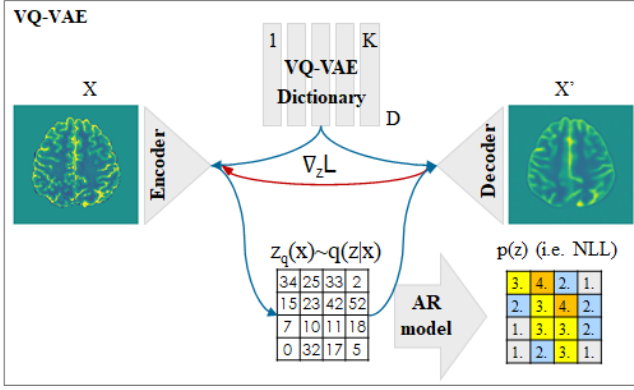 VQ-VAE
1 K
VQ-VAE
Dictionary
D
X
X'
Encoder
Decoder
∇zL
zq(x)~q(z|x)
p(z) (i.e. NLL)
34 25 33 2
15 23 42 52
7 10 11 18
0 32 17 5
AR
model
3. 4. 2. 1.
2. 3. 4. 2.
1. 3. 3. 2.
1. 2. 3. 1.